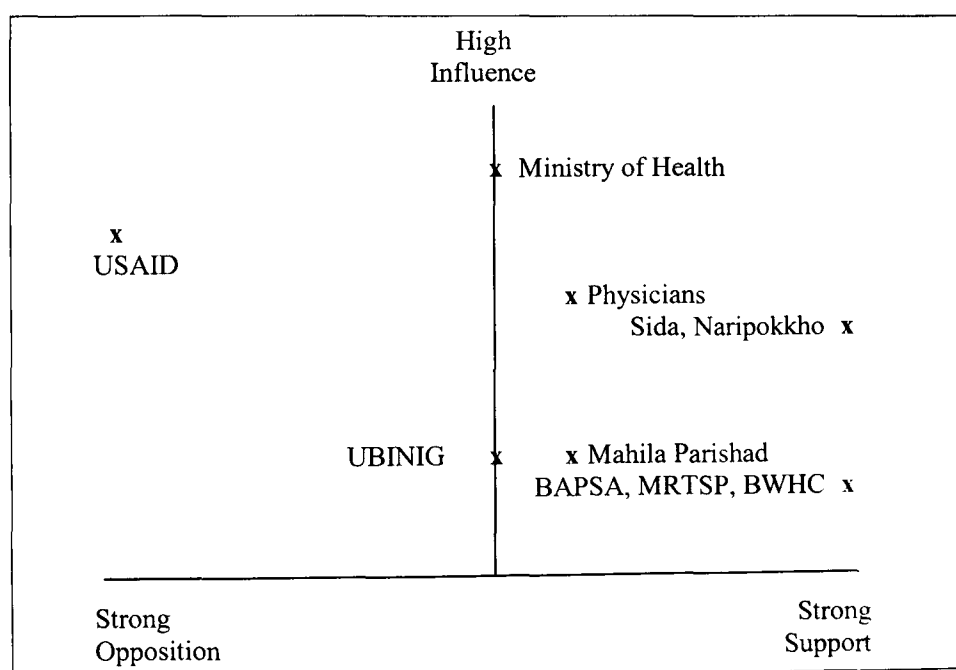 High
Influence
x Ministry of Health
x
USAID
x Physicians
Sida, Naripokkho x
UBINIG x x Mahila Parishad
BAPSA, MRTSP, BWHC x
Strong
Opposition
Strong
Support